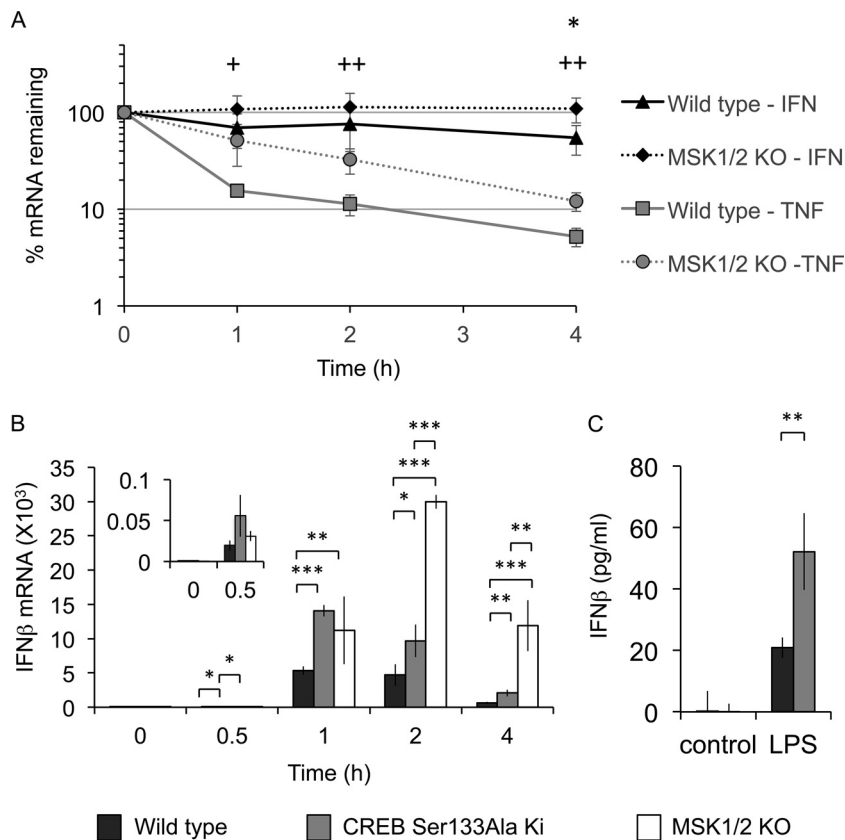 A
*
+ ++ ++
% mRNA remaining
100
10
1
0 1 2 3 4
Time (h)
Wild type - IFN
MSK1/2 KO - IFN
Wild type - TNF
MSK1/2 KO -TNF
B
IFNβ mRNA (X10³)
35
30
25
20
15
10
5
0
0.1
0.05
0
0 0.5
* *
** ***
*** *** *
** *** **
0 0.5 1 2 4
Time (h)
C
**
IFNβ (pg/ml)
80
60
40
20
0
control LPS
Wild type CREB Ser133Ala Ki MSK1/2 KO